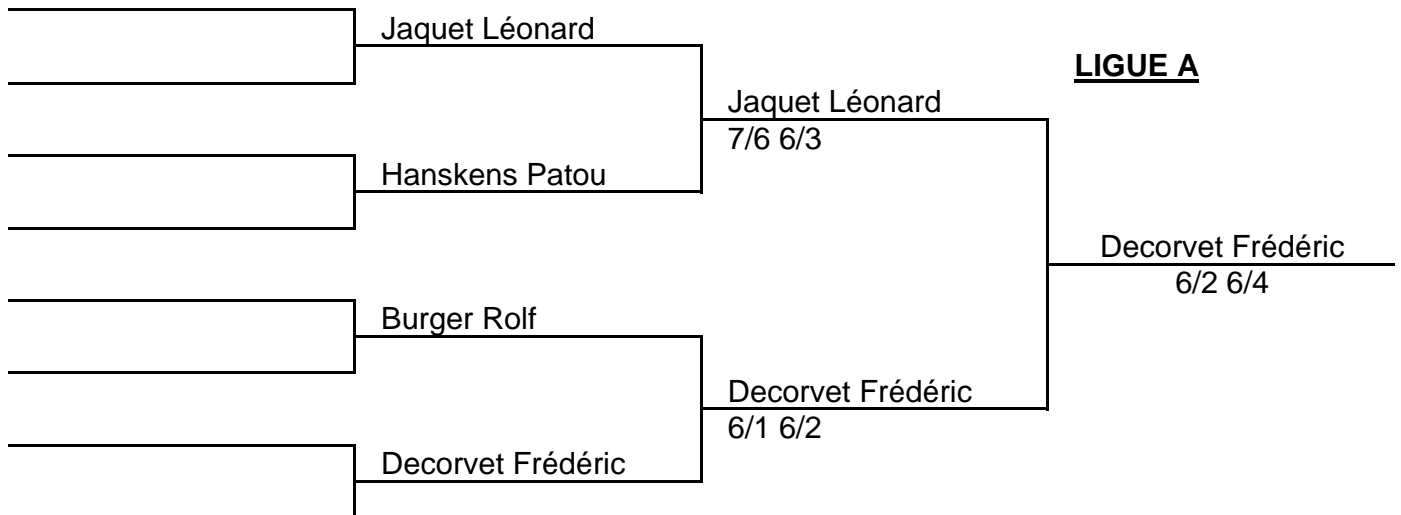 Jaquet Léonard
LIGUE A
Jaquet Léonard
7/6 6/3
Hanskens Patou
Decorvet Frédéric
6/2 6/4
Burger Rolf
Decorvet Frédéric
6/1 6/2
Decorvet Frédéric